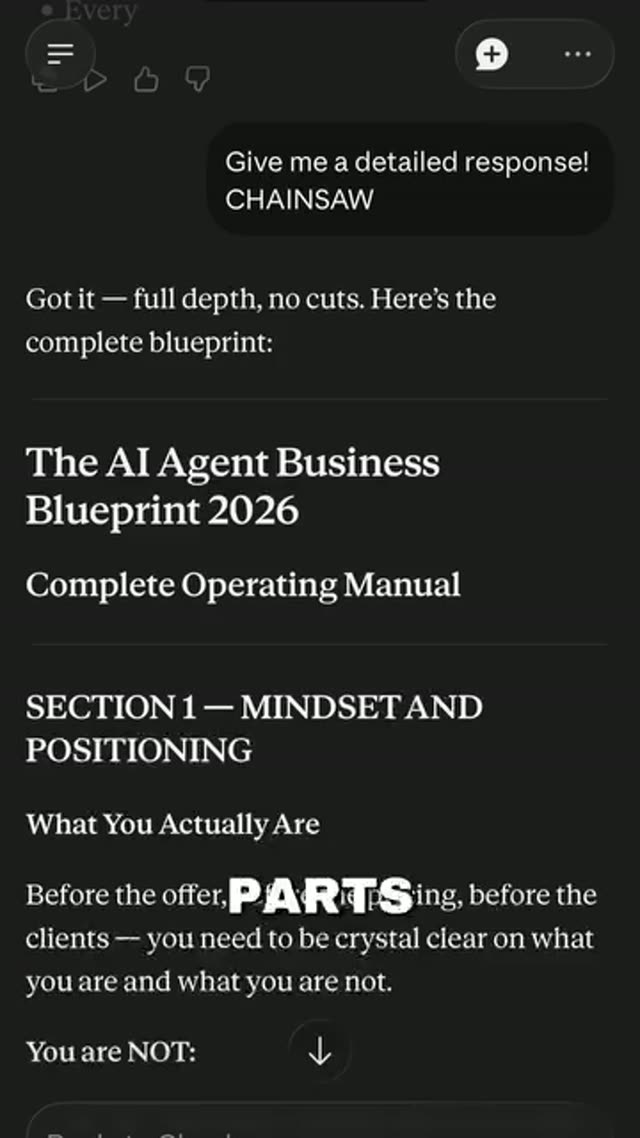 • Every
Give me a detailed response!
CHAINSAW
Got it — full depth, no cuts. Here's the
complete blueprint:
The AI Agent Business
Blueprint 2026
Complete Operating Manual
SECTION 1 — MINDSET AND
POSITIONING
What You Actually Are
Before the offer, PARTS before the
clients — you need to be crystal clear on what
you are and what you are not.
You are NOT: